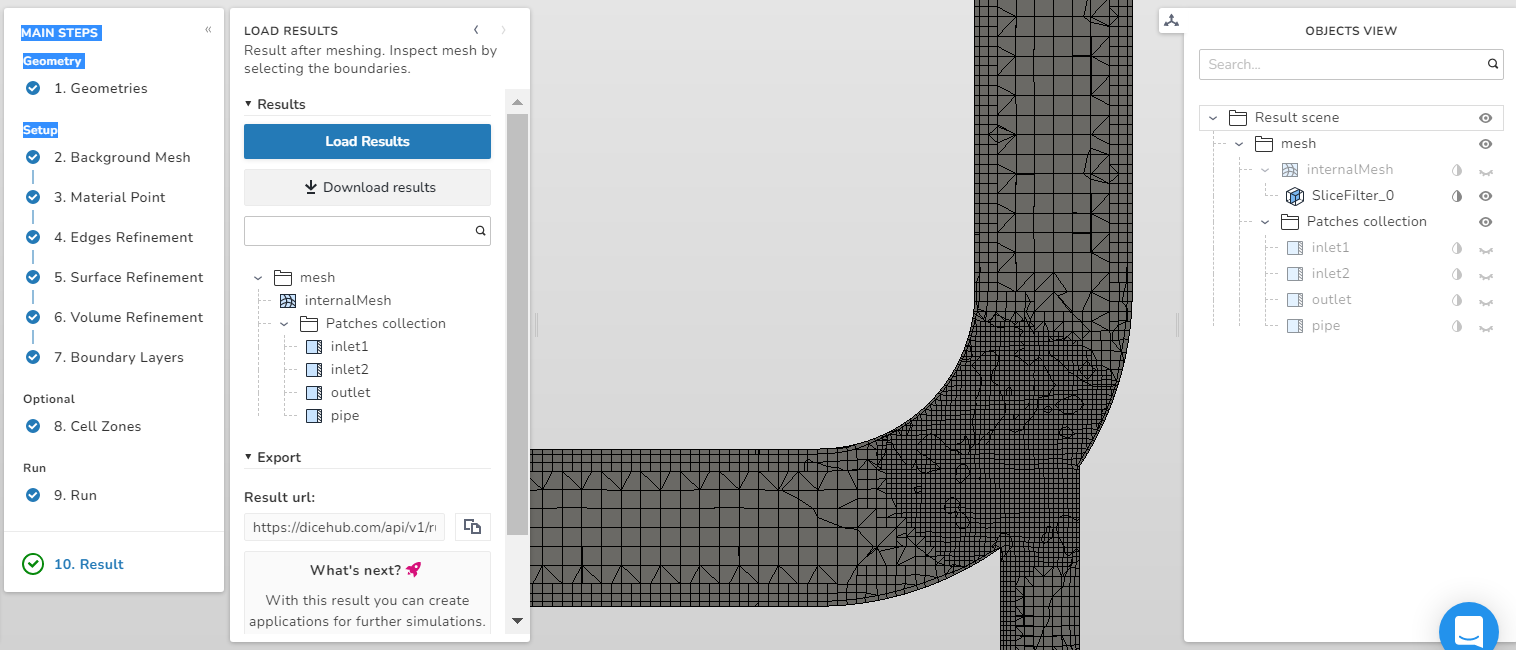 MAIN STEPS
Geometry
1. Geometries
Setup
2. Background Mesh
3. Material Point
4. Edges Refinement
5. Surface Refinement
6. Volume Refinement
7. Boundary Layers
Optional
8. Cell Zones
Run
9. Run
10. Result
LOAD RESULTS
Result after meshing. Inspect mesh by
selecting the boundaries.
Results
Load Results
Download results
mesh
internalMesh
Patches collection
inlet1
inlet2
outlet
pipe
Export
Result url:
https://dicehub.com/api/v1/r
What's next?
With this result you can create
applications for further simulations.
OBJECTS VIEW
Search...
Result scene
mesh
internalMesh
SliceFilter_0
Patches collection
inlet1
inlet2
outlet
pipe